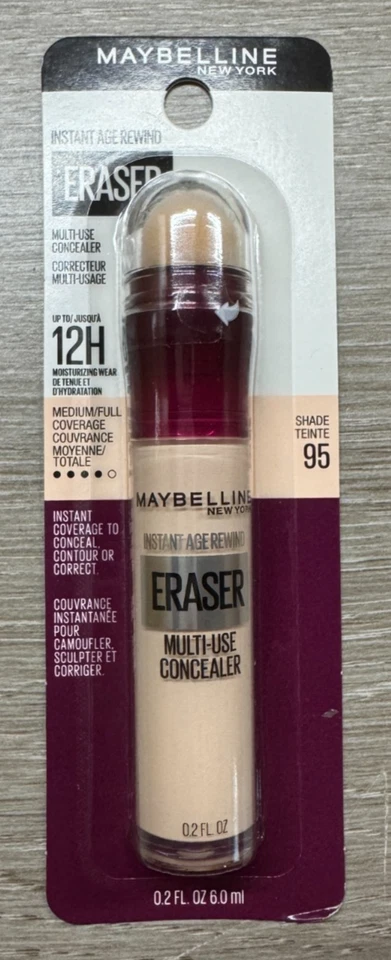 MAYBELLINE
NEW YORK
INSTANT AGE REWIND
ERASER
MULTI-USE
CONCEALER
CORRECTEUR
MULTI-USAGE
UP TO/JUSQU'À
12H
MOISTURIZING WEAR
DE TENUE ET
D'HYDRATATION
MEDIUM/FULL
COVERAGE
COUVRANCE
MOYENNE/
TOTALE
SHADE
TEINTE
95
INSTANT
COVERAGE TO
CONCEAL,
CONTOUR OR
CORRECT.
COUVRANCE
INSTANTANÉE
POUR
CAMOUFLER,
SCULPTER ET
CORRIGER.
MAYBELLINE
NEW YORK
INSTANT AGE REWIND
ERASER
MULTI-USE
CONCEALER
0.2 FL. OZ
0.2 FL. OZ 6.0 ml